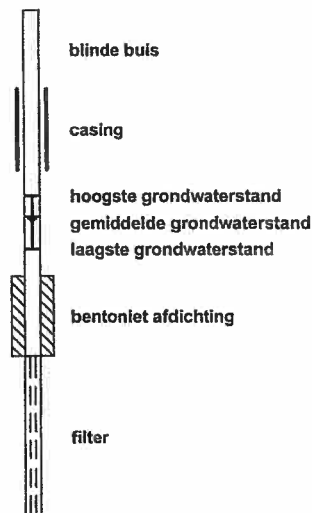 blinde buis
casing
hoogste grondwaterstand
gemiddelde grondwaterstand
laagste grondwaterstand
bentoniet afdichting
filter